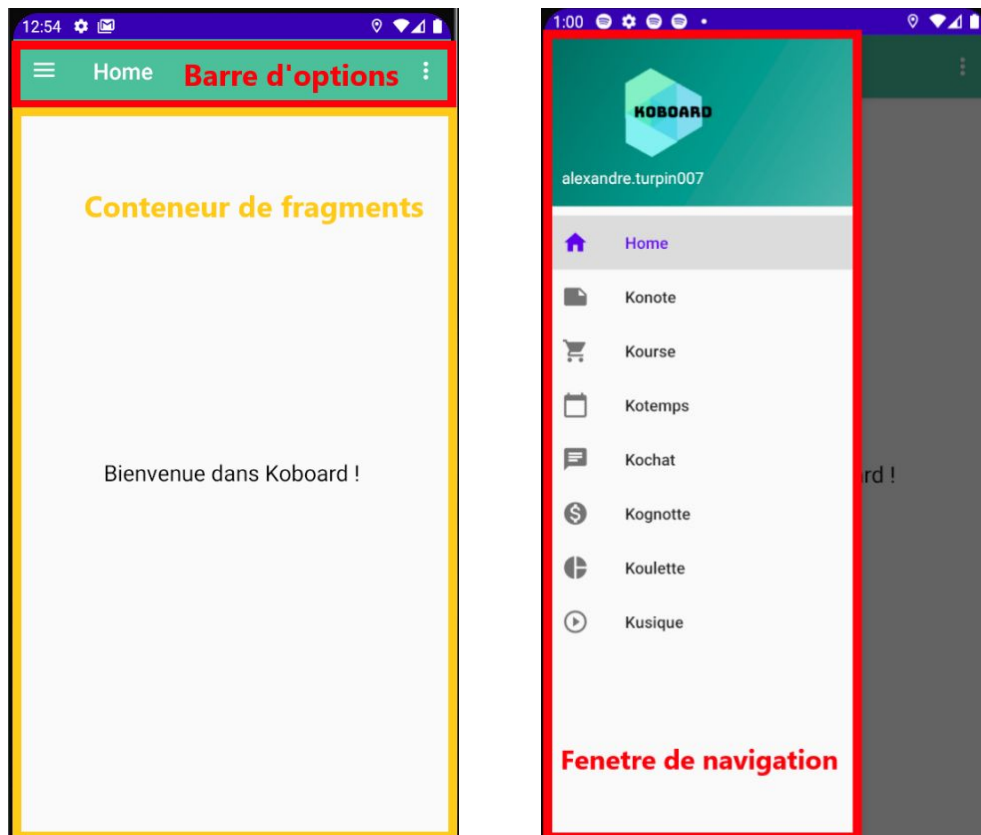 12:54
Home
Barre d'options
Conteneur de fragments
Bienvenue dans Koboard !
1:00
KOBOARD
alexandre.turpin007
Home
Konote
Kourse
Kotemps
Kochat
Kognotte
Koulette
Kusique
rd !
Fenetre de navigation